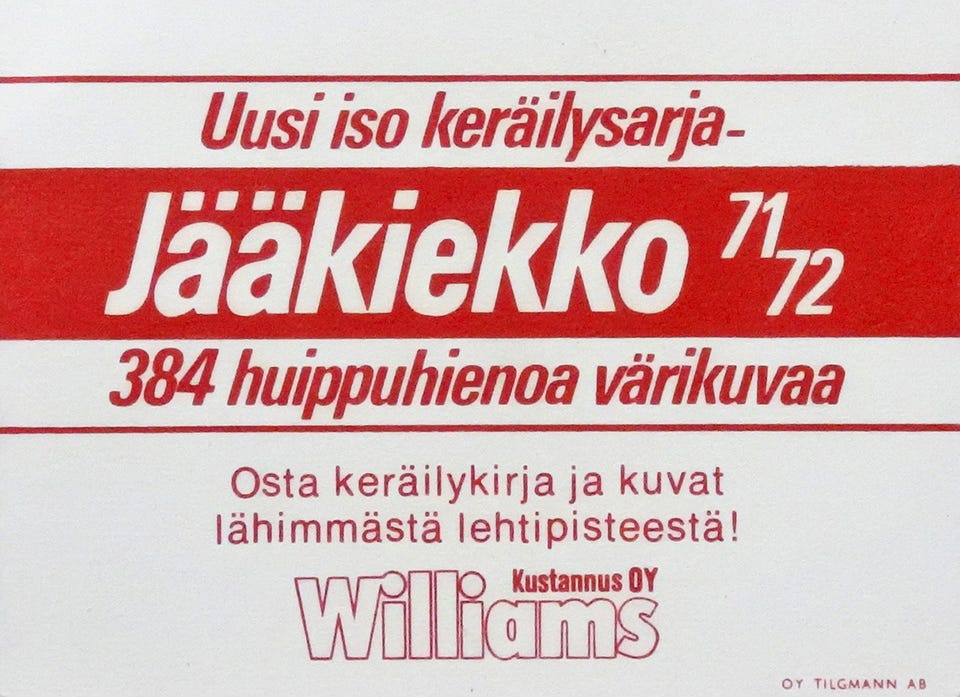 Uusi iso keräilysarja-
Jääkiekko 71/72
384 huippuhienoa värikuvaa
Osta keräilykirja ja kuvat
lähimmästä lehtipisteestä!
Kustannus OY
Williams
OY TILGMANN AB